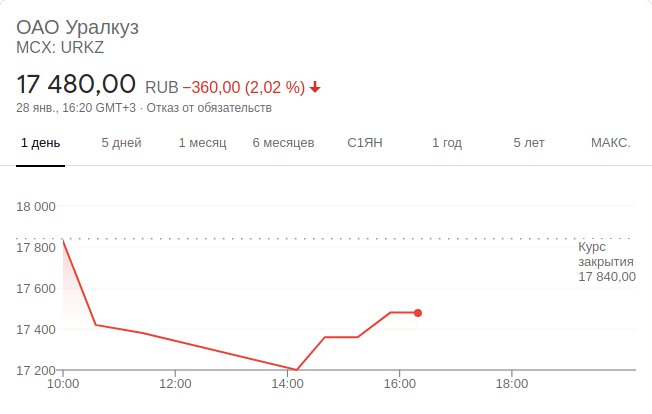 ОАО Уралкуз
MCX: URKZ
17 480,00 RUB −360,00 (2,02 %)
28 янв., 16:20 GMT+3 · Отказ от обязательств
1 день 5 дней 1 месяц 6 месяцев С1ЯН 1 год 5 лет МАКС.
18 000
17 800
17 600
17 400
17 200
Курс
закрытия
17 840,00
10:00 12:00 14:00 16:00 18:00